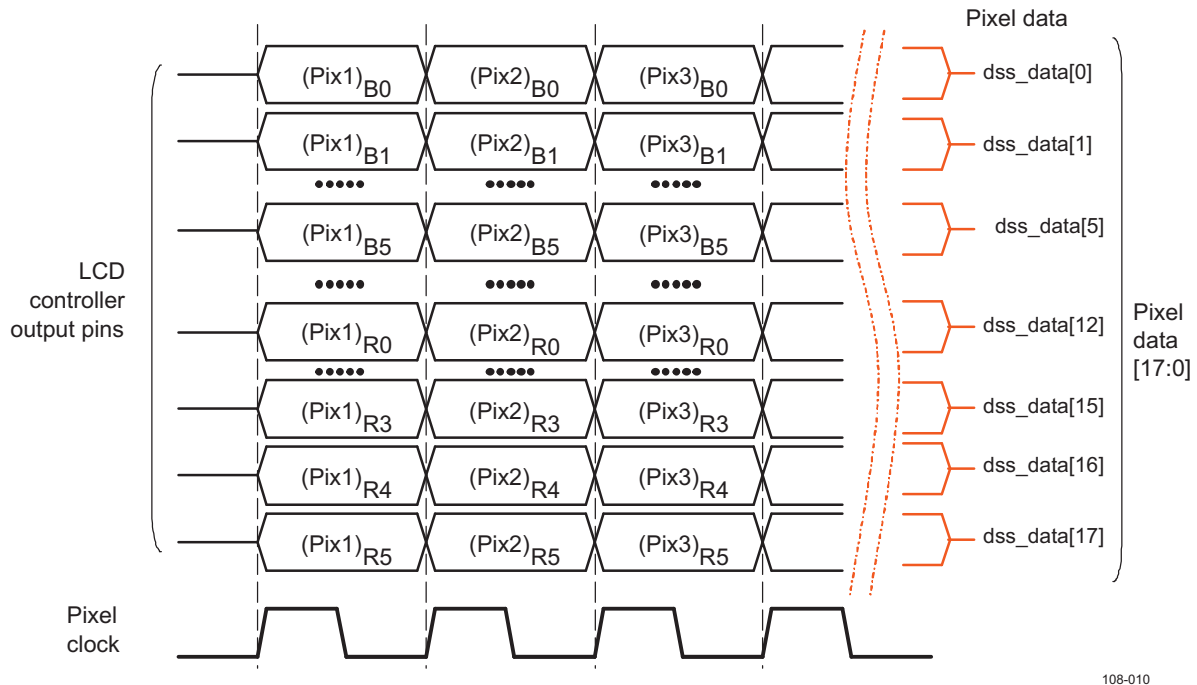 Pixel data
(Pix1)B0 (Pix2)B0 (Pix3)B0 dss_data[0]
(Pix1)B1 (Pix2)B1 (Pix3)B1 dss_data[1]
(Pix1)B5 (Pix2)B5 (Pix3)B5 dss_data[5]
LCD
controller
output pins
(Pix1)R0 (Pix2)R0 (Pix3)R0 dss_data[12]
Pixel
data
[17:0]
(Pix1)R3 (Pix2)R3 (Pix3)R3 dss_data[15]
(Pix1)R4 (Pix2)R4 (Pix3)R4 dss_data[16]
(Pix1)R5 (Pix2)R5 (Pix3)R5 dss_data[17]
Pixel
clock
108-010